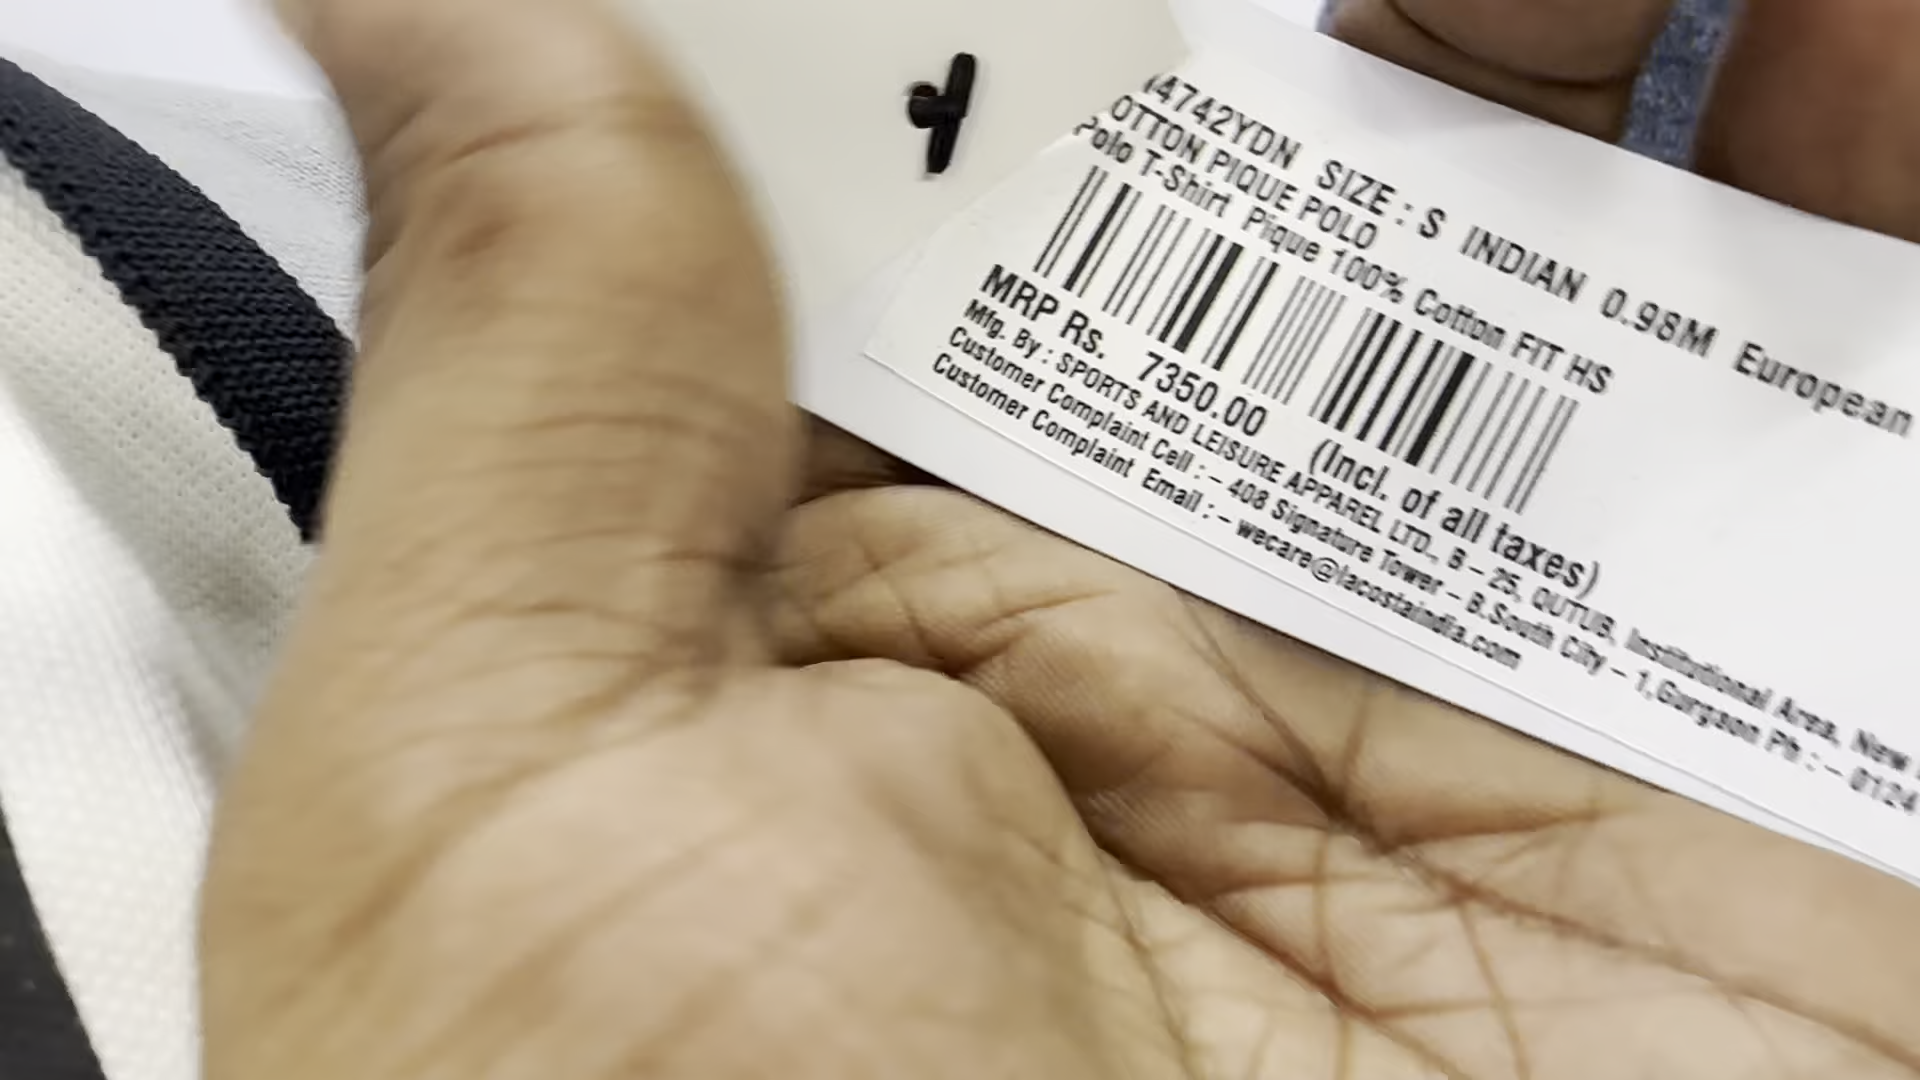 4742YDN SIZE : S INDIAN 0.98M European
OTTON PIQUE POLO
Polo T-Shirt Pique 100% Cotton FIT HS
MRP Rs. 7350.00 (Incl. of all taxes)
Mfg. By : SPORTS AND LEISURE APPAREL LTD., B - 25, QUTUB, Institutional Area, New
Customer Complaint Cell : - 408 Signature Tower - B.South City - 1,Gurgaon Ph : - 0124
Customer Complaint Email : - wecare@lacosteindia.com